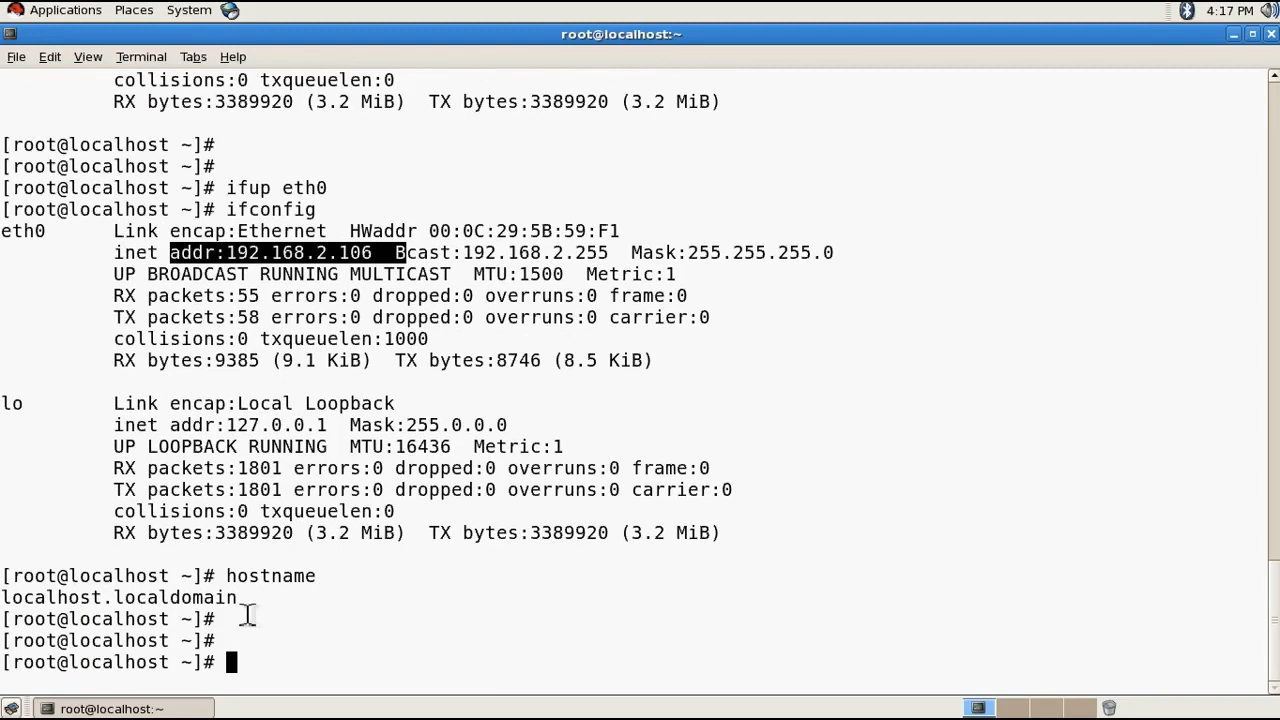 Applications Places System 4:17 PM
root@localhost:~
File Edit View Terminal Tabs Help
collisions:0 txqueuelen:0
RX bytes:3389920 (3.2 MiB)  TX bytes:3389920 (3.2 MiB)
[root@localhost ~]#
[root@localhost ~]#
[root@localhost ~]# ifup eth0
[root@localhost ~]# ifconfig
eth0      Link encap:Ethernet  HWaddr 00:0C:29:5B:59:F1
inet addr:192.168.2.106  Bcast:192.168.2.255  Mask:255.255.255.0
UP BROADCAST RUNNING MULTICAST  MTU:1500  Metric:1
RX packets:55 errors:0 dropped:0 overruns:0 frame:0
TX packets:58 errors:0 dropped:0 overruns:0 carrier:0
collisions:0 txqueuelen:1000
RX bytes:9385 (9.1 KiB)  TX bytes:8746 (8.5 KiB)
lo        Link encap:Local Loopback
inet addr:127.0.0.1  Mask:255.0.0.0
UP LOOPBACK RUNNING  MTU:16436  Metric:1
RX packets:1801 errors:0 dropped:0 overruns:0 frame:0
TX packets:1801 errors:0 dropped:0 overruns:0 carrier:0
collisions:0 txqueuelen:0
RX bytes:3389920 (3.2 MiB)  TX bytes:3389920 (3.2 MiB)
[root@localhost ~]# hostname
localhost.localdomain
[root@localhost ~]#
[root@localhost ~]#
[root@localhost ~]#
root@localhost:~